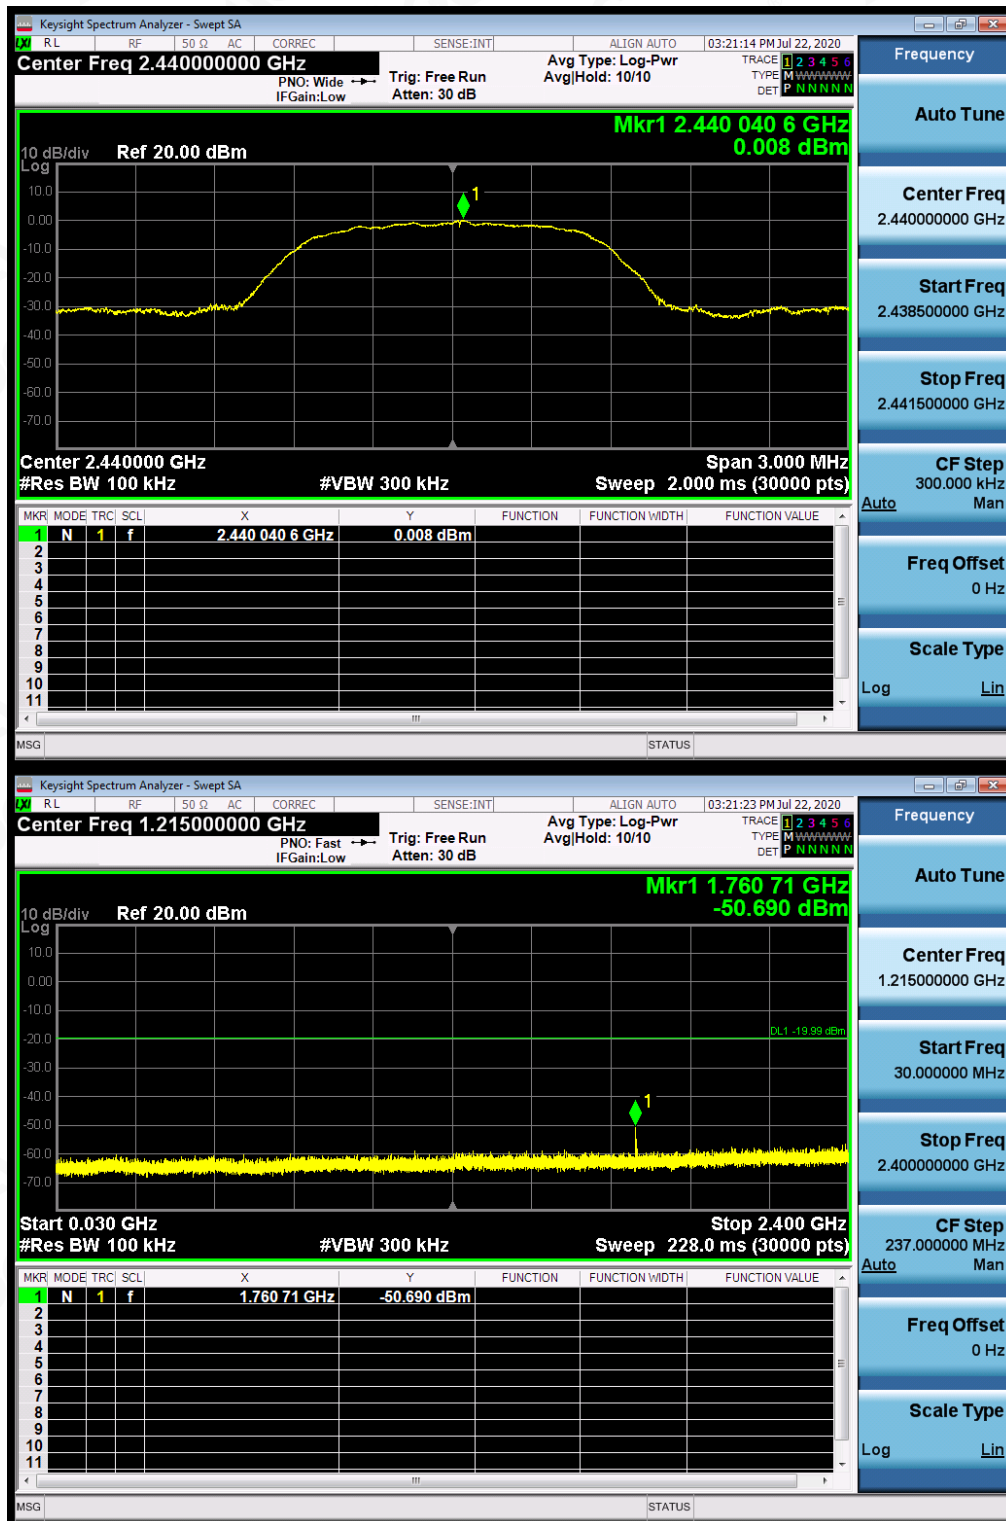 Keysight Spectrum Analyzer - Swept SA
LXI RL RF 50 Ω AC CORREC SENSE:INT ALIGN AUTO 03:21:14 PM Jul 22, 2020
Center Freq 2.440000000 GHz Avg Type: Log-Pwr TRACE 1 2 3 4 5 6
PNO: Wide Trig: Free Run Avg|Hold: 10/10 TYPE M WWWWW
IFGain:Low Atten: 30 dB DET P N N N N N
Mkr1 2.440 040 6 GHz
0.008 dBm
10 dB/div Ref 20.00 dBm
Log
10.0
0.00
-10.0
-20.0
-30.0
-40.0
-50.0
-60.0
-70.0
1
Center 2.440000 GHz Span 3.000 MHz
#Res BW 100 kHz #VBW 300 kHz Sweep 2.000 ms (30000 pts)
MKR MODE TRC SCL X Y FUNCTION FUNCTION WIDTH FUNCTION VALUE
1 N 1 f 2.440 040 6 GHz 0.008 dBm
2
3
4
5
6
7
8
9
10
11
MSG STATUS
Frequency
Auto Tune
Center Freq
2.440000000 GHz
Start Freq
2.438500000 GHz
Stop Freq
2.441500000 GHz
CF Step
300.000 kHz
Auto Man
Freq Offset
0 Hz
Scale Type
Log Lin
Keysight Spectrum Analyzer - Swept SA
LXI RL RF 50 Ω AC CORREC SENSE:INT ALIGN AUTO 03:21:23 PM Jul 22, 2020
Center Freq 1.215000000 GHz Avg Type: Log-Pwr TRACE 1 2 3 4 5 6
PNO: Fast Trig: Free Run Avg|Hold: 10/10 TYPE M WWWWW
IFGain:Low Atten: 30 dB DET P N N N N N
Mkr1 1.760 71 GHz
-50.690 dBm
10 dB/div Ref 20.00 dBm
Log
10.0
0.00
-10.0
-20.0
-30.0
-40.0
-50.0
-60.0
-70.0
DL1 -19.99 dBm
1
Start 0.030 GHz Stop 2.400 GHz
#Res BW 100 kHz #VBW 300 kHz Sweep 228.0 ms (30000 pts)
MKR MODE TRC SCL X Y FUNCTION FUNCTION WIDTH FUNCTION VALUE
1 N 1 f 1.760 71 GHz -50.690 dBm
2
3
4
5
6
7
8
9
10
11
MSG STATUS
Frequency
Auto Tune
Center Freq
1.215000000 GHz
Start Freq
30.000000 MHz
Stop Freq
2.400000000 GHz
CF Step
237.000000 MHz
Auto Man
Freq Offset
0 Hz
Scale Type
Log Lin